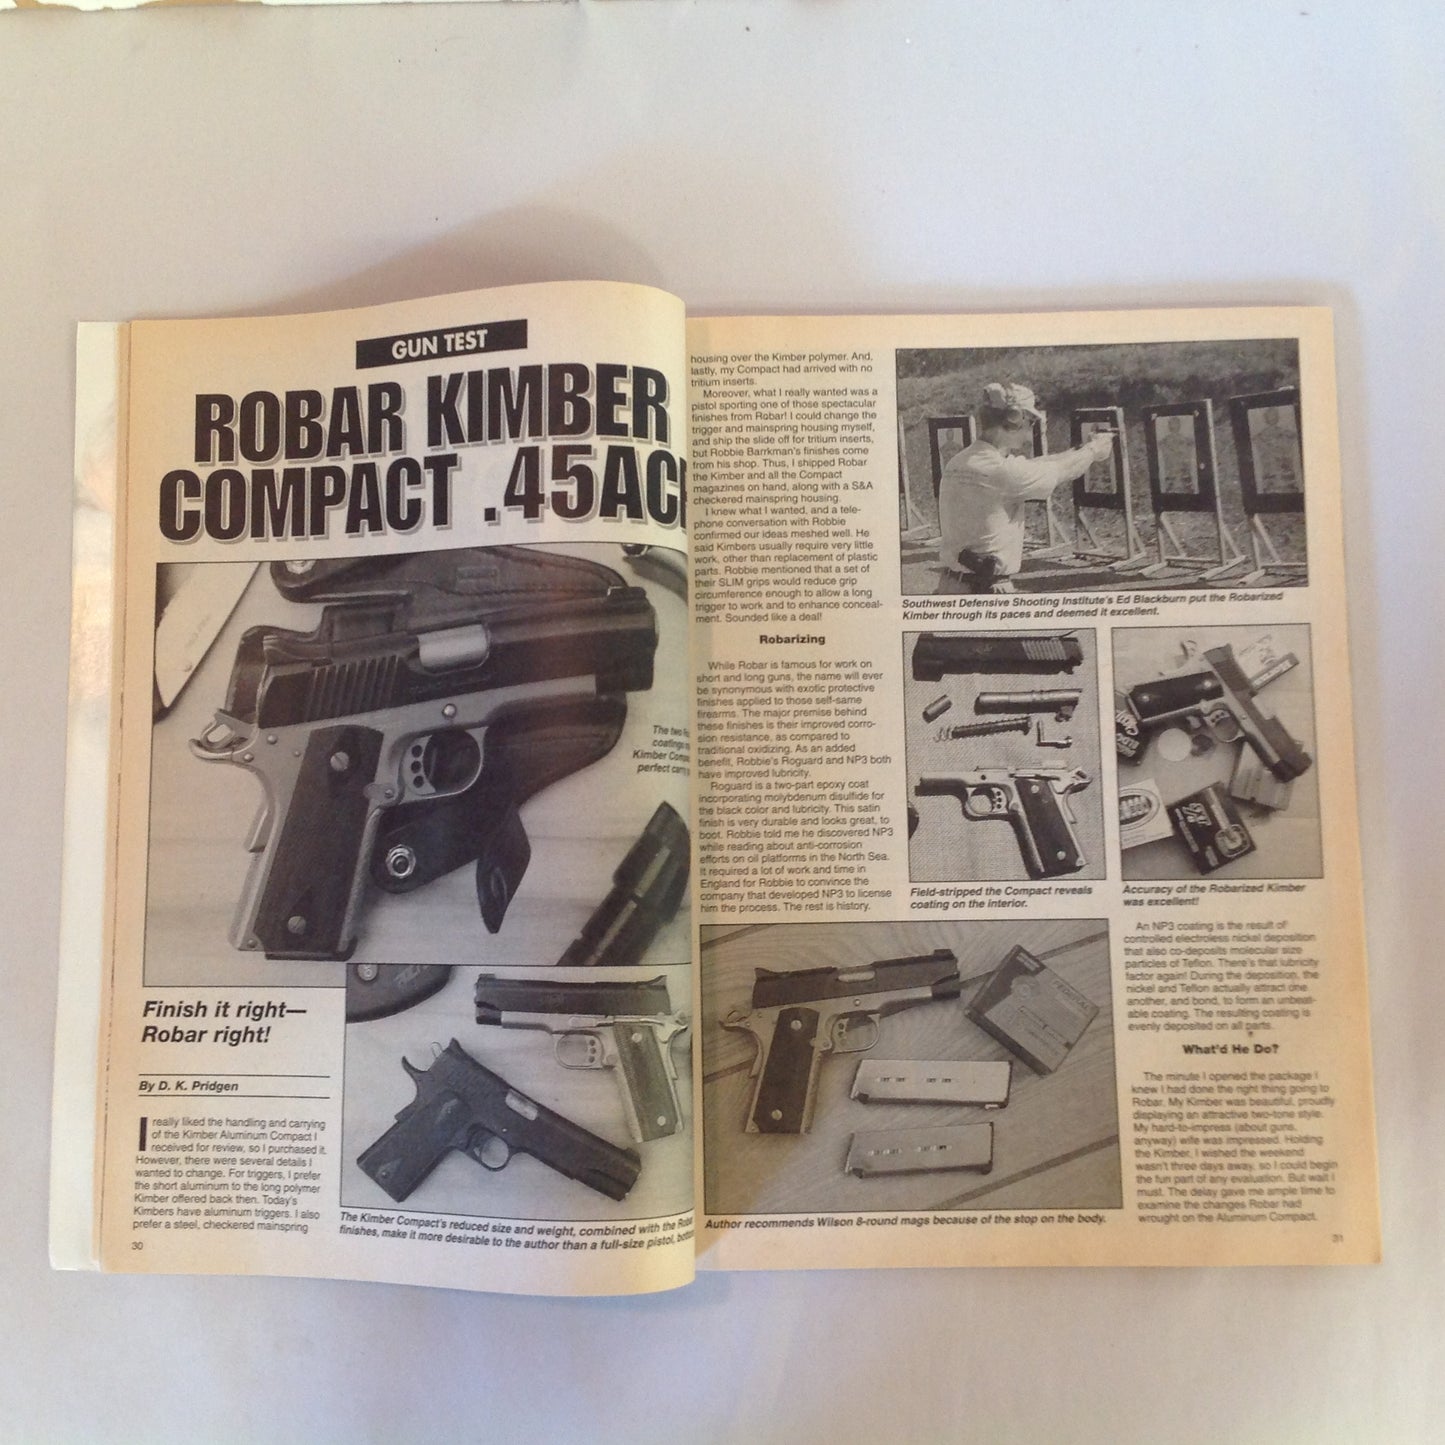 GUN TEST
ROBAR KIMBER
COMPACT .45AC
The two
coatings
Kimber Com
perfect carry
Finish it right—
Robar right!
By D. K. Pridgen
I really liked the handling and carrying
of the Kimber Aluminum Compact I
received for review, so I purchased it.
However, there were several details I
wanted to change. For triggers, I prefer
the short aluminum to the long polymer
Kimber offered back then. Today's
Kimbers have aluminum triggers. I also
prefer a steel, checkered mainspring
The Kimber Compact's reduced size and weight, combined with the Roba
finishes, make it more desirable to the author than a full-size pistol, bottom
30
housing over the Kimber polymer. And,
lastly, my Compact had arrived with no
tritium inserts.
Moreover, what I really wanted was a
pistol sporting one of those spectacular
finishes from Robar! I could change the
trigger and mainspring housing myself,
and ship the slide off for tritium inserts,
but Robbie Barrkman's finishes come
from his shop. Thus, I shipped Robar
the Kimber and all the Compact
magazines on hand, along with a S&A
checkered mainspring housing.
I knew what I wanted, and a tele-
phone conversation with Robbie
confirmed our ideas meshed well. He
said Kimbers usually require very little
work, other than replacement of plastic
parts. Robbie mentioned that a set of
their SLIM grips would reduce grip
circumference enough to allow a long
trigger to work and to enhance conceal-
ment. Sounded like a deal!
Robarizing
While Robar is famous for work on
short and long guns, the name will ever
be synonymous with exotic protective
finishes applied to those self-same
firearms. The major premise behind
these finishes is their improved corro-
sion resistance, as compared to
traditional oxidizing. As an added
benefit, Robbie's Roguard and NP3 both
have improved lubricity.
Roguard is a two-part epoxy coat
incorporating molybdenum disulfide for
the black color and lubricity. This satin
finish is very durable and looks great, to
boot. Robbie told me he discovered NP3
while reading about anti-corrosion
efforts on oil platforms in the North Sea.
It required a lot of work and time in
England for Robbie to convince the
company that developed NP3 to license
him the process. The rest is history.
Southwest Defensive Shooting Institute's Ed Blackburn put the Robarized
Kimber through its paces and deemed it excellent.
Field-stripped the Compact reveals
coating on the interior.
Accuracy of the Robarized Kimber
was excellent!
FEDERAL
Author recommends Wilson 8-round mags because of the stop on the body.
An NP3 coating is the result of
controlled electroless nickel deposition
that also co-deposits molecular size
particles of Teflon. There's that lubricity
factor again! During the deposition, the
nickel and Teflon actually attract one
another, and bond, to form an unbeat-
able coating. The resulting coating is
evenly deposited on all parts.
What'd He Do?
The minute I opened the package I
knew I had done the right thing going to
Robar. My Kimber was beautiful, proudly
displaying an attractive two-tone style.
My hard-to-impress (about guns,
anyway) wife was impressed. Holding
the Kimber, I wished the weekend
wasn't three days away, so I could begin
the fun part of any evaluation. But wait I
must. The delay gave me ample time to
examine the changes Robar had
wrought on the Aluminum Compact.
31